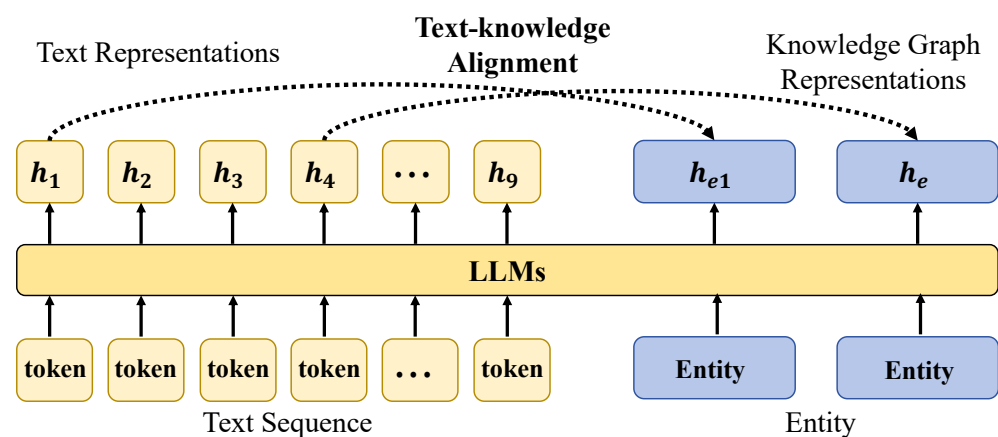 Text Representations
Text-knowledge
Alignment
Knowledge Graph
Representations
h₁ h₂ h₃ h₄ ... h₉ hₑ₁ hₑ
LLMs
token token token token ... token Entity Entity
Text Sequence Entity